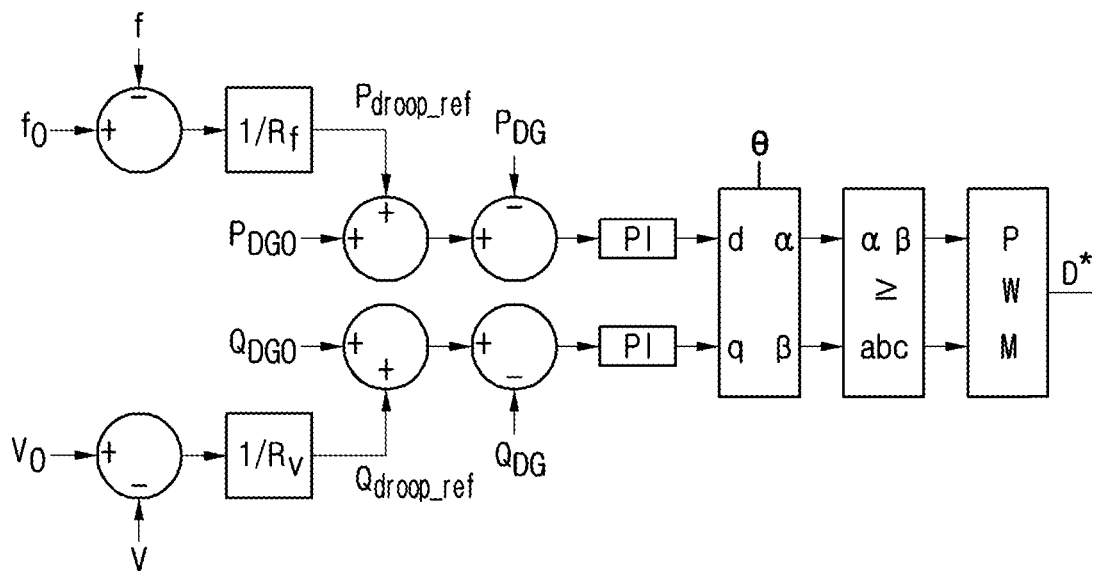 f
f0
+
−
1/Rf
Pdroop_ref
PDG
θ
PDG0
+
+
+
−
PI
d α
α β
P
D*
QDG0
+
+
+
−
PI
≥
W
q β
abc
M
V0
+
−
1/Rv
Qdroop_ref
QDG
V